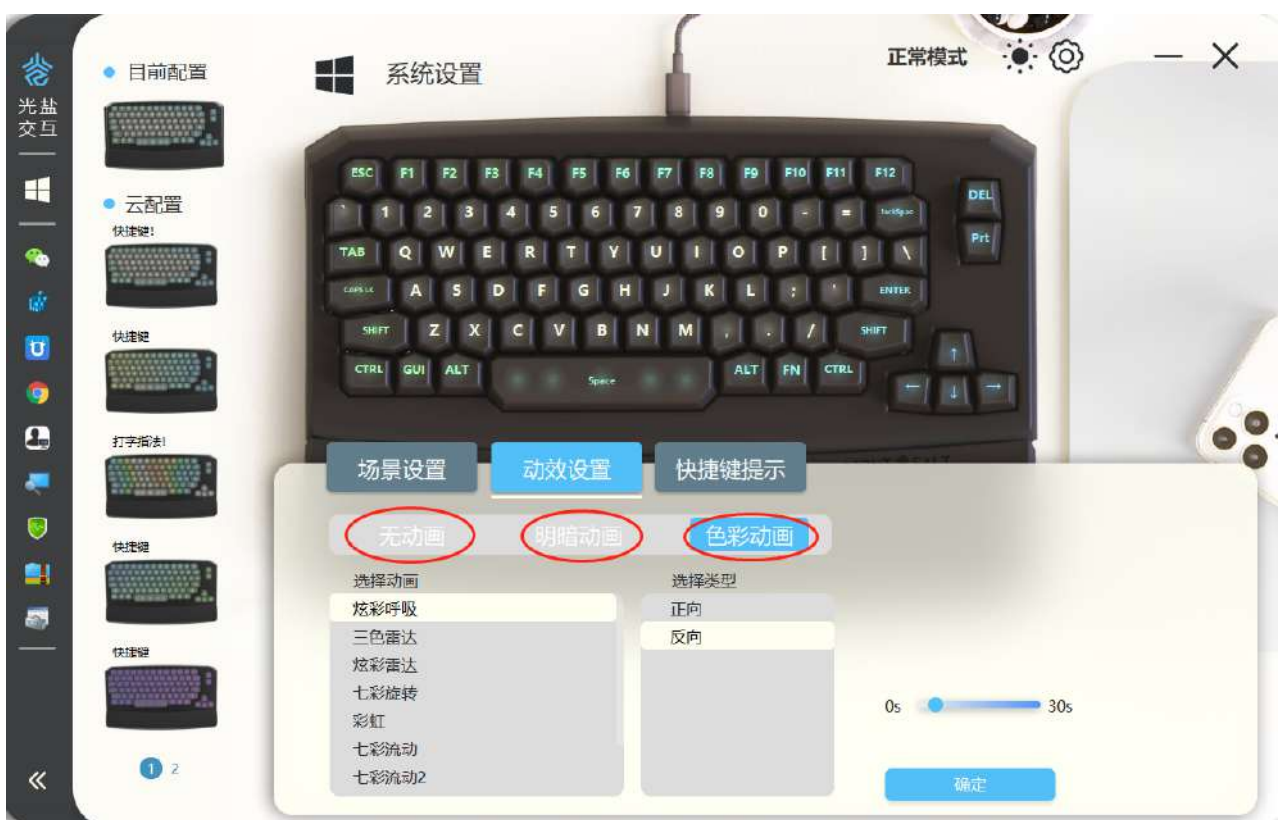 光盐
交互
目前配置
云配置
快捷键!
快捷键
打字指法!
快捷键
快捷键
1 2
系统设置
正常模式
ESC F1 F2 F3 F4 F5 F6 F7 F8 F9 F10 F11 F12
DEL
` 1 2 3 4 5 6 7 8 9 0 - =
Prt
TAB Q W E R T Y U I O P [ ] \
A S D F G H J K L ; ' ENTER
SHIFT Z X C V B N M , . / SHIFT
↑
CTRL GUI ALT Space ALT FN CTRL
← ↓ →
场景设置 动效设置 快捷键提示
无动画 明暗动画 色彩动画
选择动画
炫彩呼吸
三色雷达
炫彩雷达
七彩旋转
彩虹
七彩流动
七彩流动2
选择类型
正向
反向
0s 30s
确定